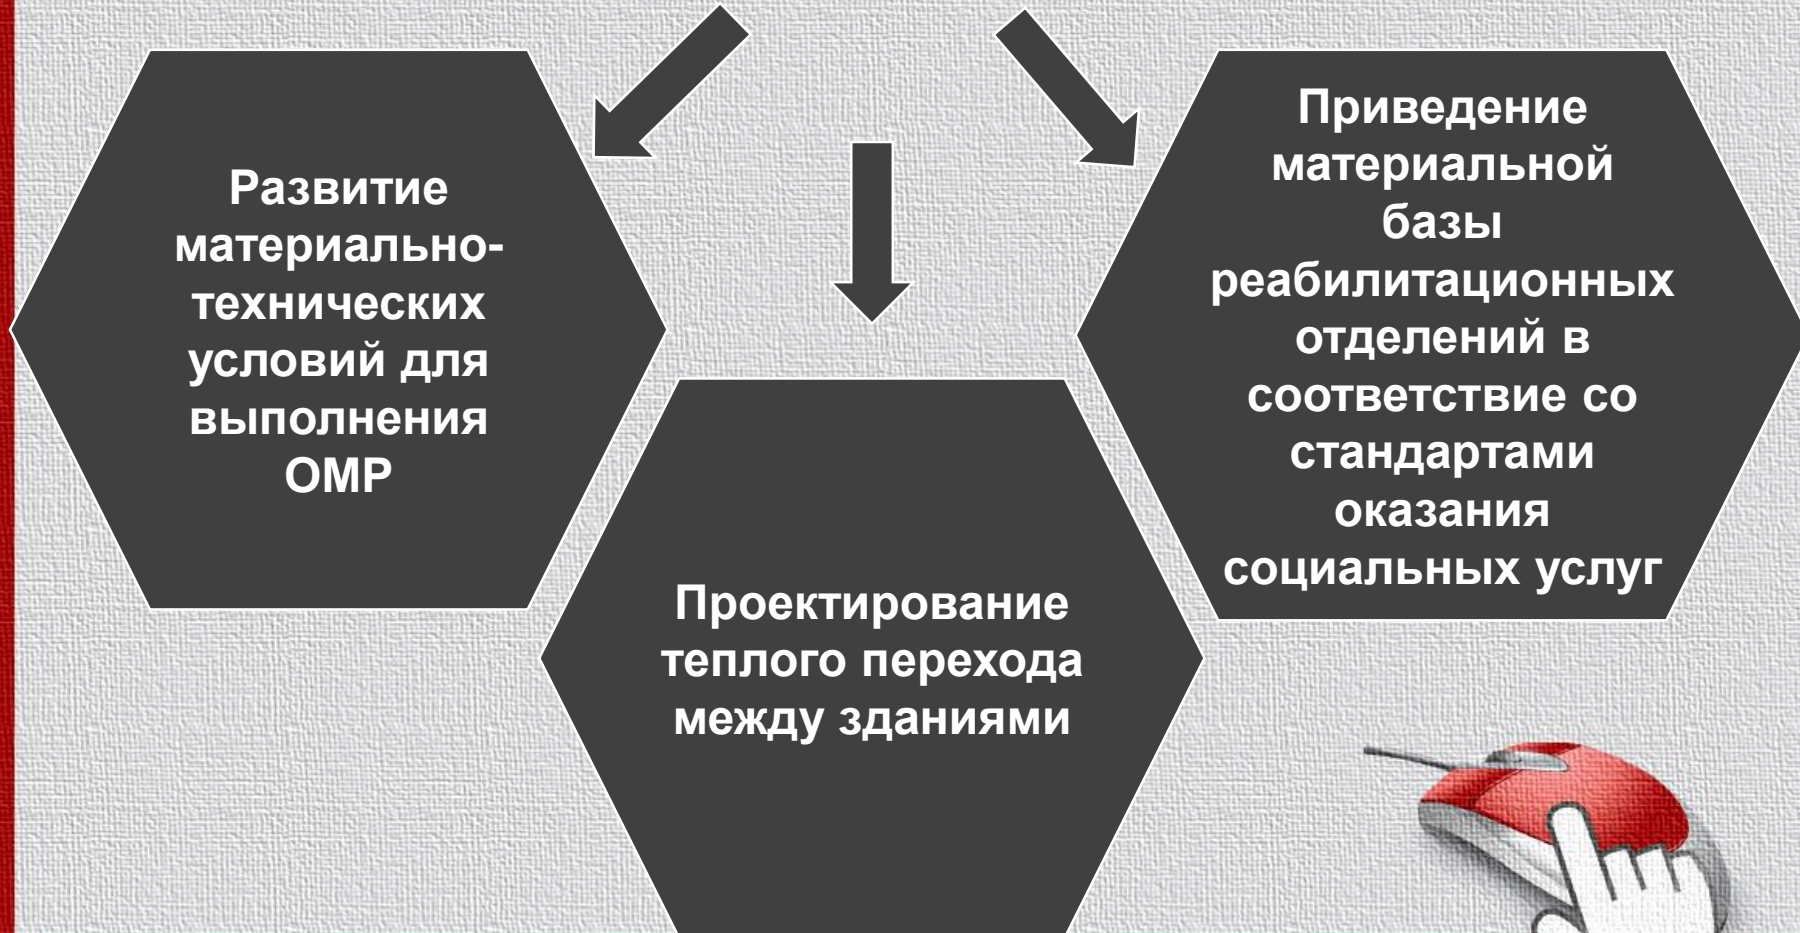 Развитие
материально-
технических
условий для
выполнения
ОМР
Проектирование
теплого перехода
между зданиями
Приведение
материальной
базы
реабилитационных
отделений в
соответствие со
стандартами
оказания
социальных услуг